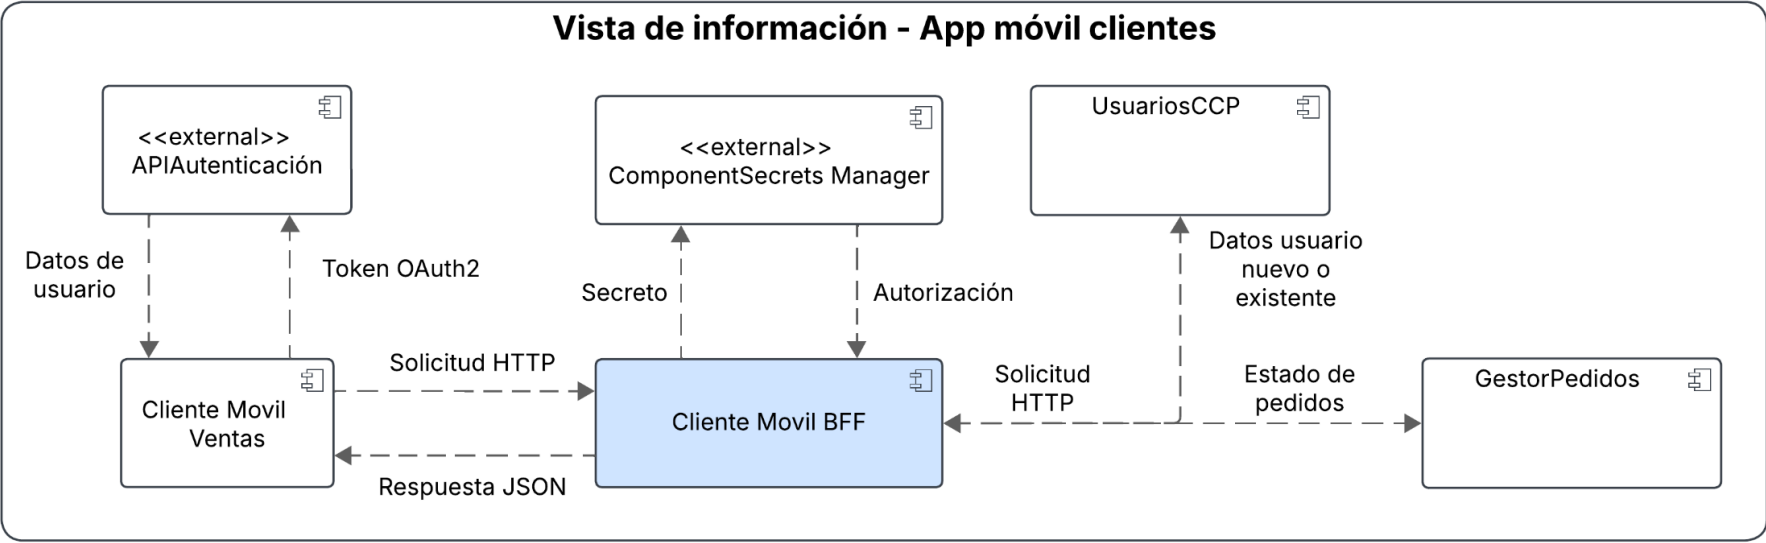 Vista de información - App móvil clientes
<<external>>
APIAutenticación
<<external>>
ComponentSecrets Manager
UsuariosCCP
Datos de
usuario
Token OAuth2
Secreto
Autorización
Datos usuario
nuevo o
existente
Solicitud HTTP
Cliente Movil
Ventas
Respuesta JSON
Cliente Movil BFF
Solicitud
HTTP
Estado de
pedidos
GestorPedidos